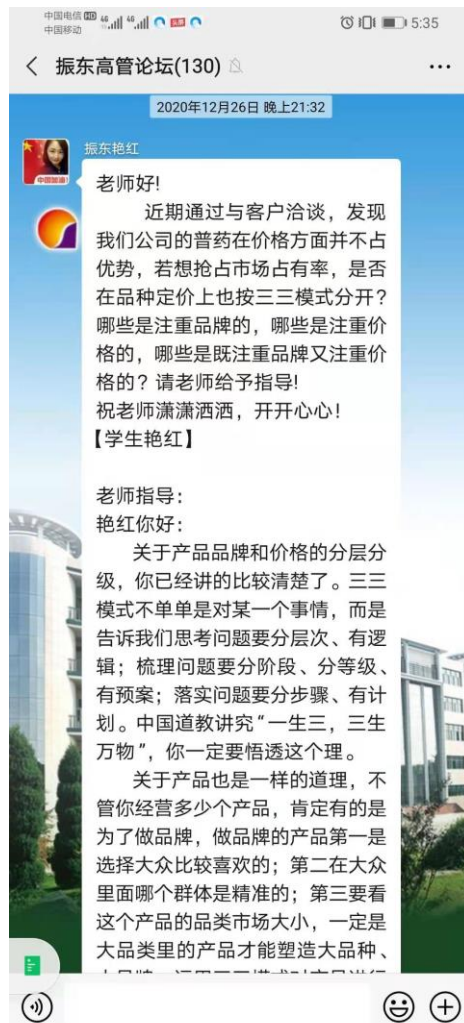 中国电信 HD 4G 4G 头条 5:35
中国移动
振东高管论坛(130)
2020年12月26日 晚上21:32
振东艳红
中国加油!
老师好!
近期通过与客户洽谈，发现
我们公司的普药在价格方面并不占
优势，若想抢占市场占有率，是否
在品种定价上也按三三模式分开?
哪些是注重品牌的，哪些是注重价
格的，哪些是既注重品牌又注重价
格的? 请老师给予指导!
祝老师潇潇洒洒，开开心心!
【学生艳红】
老师指导：
艳红你好：
关于产品品牌和价格的分层分
级，你已经讲的比较清楚了。三三
模式不单单是对某一个事情，而是
告诉我们思考问题要分层次、有逻
辑；梳理问题要分阶段、分等级、
有预案；落实问题要分步骤、有计
划。中国道教讲究“一生三，三生
万物”，你一定要悟透这个理。
关于产品也是一样的道理，不
管你经营多少个产品，肯定有的是
为了做品牌，做品牌的产品第一是
选择大众比较喜欢的；第二在大众
里面哪个群体是精准的；第三要看
这个产品的品类市场大小，一定是
大品类里的产品才能塑造大品种、